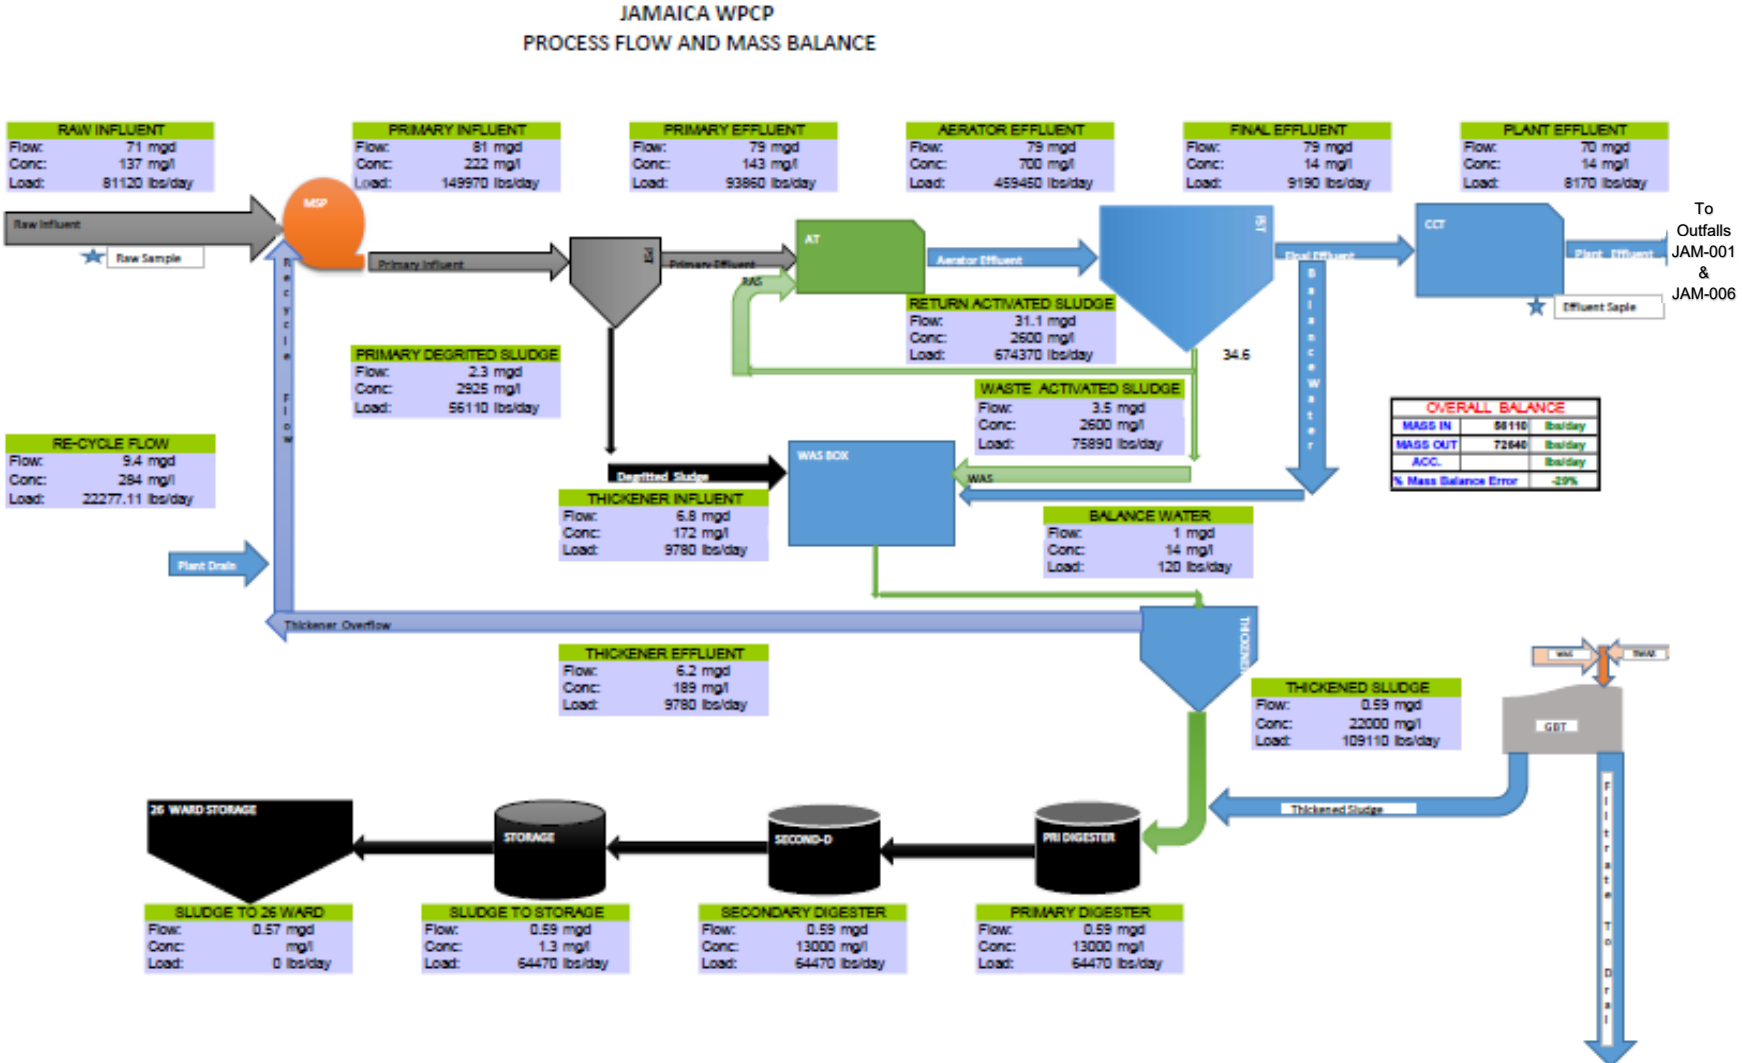 JAMAICA WPCP
PROCESS FLOW AND MASS BALANCE
RAW INFLUENT
Flow: 71 mgd
Conc: 137 mg/l
Load: 81120 lbs/day
PRIMARY INFLUENT
Flow: 81 mgd
Conc: 222 mg/l
Load: 149970 lbs/day
PRIMARY EFFLUENT
Flow: 79 mgd
Conc: 143 mg/l
Load: 93860 lbs/day
AERATOR EFFLUENT
Flow: 79 mgd
Conc: 700 mg/l
Load: 459450 lbs/day
FINAL EFFLUENT
Flow: 79 mgd
Conc: 14 mg/l
Load: 9190 lbs/day
PLANT EFFLUENT
Flow: 70 mgd
Conc: 14 mg/l
Load: 8170 lbs/day
Raw Influent
Raw Sample
MSP
Primary Influent
PST
Primary Effluent
RAS
AT
Aerator Effluent
FST
Final Effluent
CCT
Plant Effluent
Effluent Saple
To
Outfalls
JAM-001
&
JAM-006
Recycle Flow
Balance Water
RETURN ACTIVATED SLUDGE
Flow: 31.1 mgd
Conc: 2600 mg/l
Load: 674370 lbs/day
34.6
PRIMARY DEGRITED SLUDGE
Flow: 2.3 mgd
Conc: 2925 mg/l
Load: 56110 lbs/day
WASTE ACTIVATED SLUDGE
Flow: 3.5 mgd
Conc: 2600 mg/l
Load: 75890 lbs/day
OVERALL BALANCE
MASS IN 56110 lbs/day
MASS OUT 72640 lbs/day
ACC. lbs/day
% Mass Balance Error -29%
RE-CYCLE FLOW
Flow: 9.4 mgd
Conc: 284 mg/l
Load: 22277.11 lbs/day
Degritted Sludge
WAS BOX
WAS
THICKENER INFLUENT
Flow: 6.8 mgd
Conc: 172 mg/l
Load: 9780 lbs/day
BALANCE WATER
Flow: 1 mgd
Conc: 14 mg/l
Load: 120 lbs/day
Plant Drain
Thickener Overflow
THICKENER
THICKENER EFFLUENT
Flow: 6.2 mgd
Conc: 189 mg/l
Load: 9780 lbs/day
THICKENED SLUDGE
Flow: 0.59 mgd
Conc: 22000 mg/l
Load: 109110 lbs/day
WAS
GBT
Thickened Sludge
Filtrate To Drai
26 WARD STORAGE
STORAGE
SECOND-D
PRI DIGESTER
SLUDGE TO 26 WARD
Flow: 0.57 mgd
Conc: mg/l
Load: 0 lbs/day
SLUDGE TO STORAGE
Flow: 0.59 mgd
Conc: 1.3 mg/l
Load: 64470 lbs/day
SECONDARY DIGESTER
Flow: 0.59 mgd
Conc: 13000 mg/l
Load: 64470 lbs/day
PRIMARY DIGESTER
Flow: 0.59 mgd
Conc: 13000 mg/l
Load: 64470 lbs/day